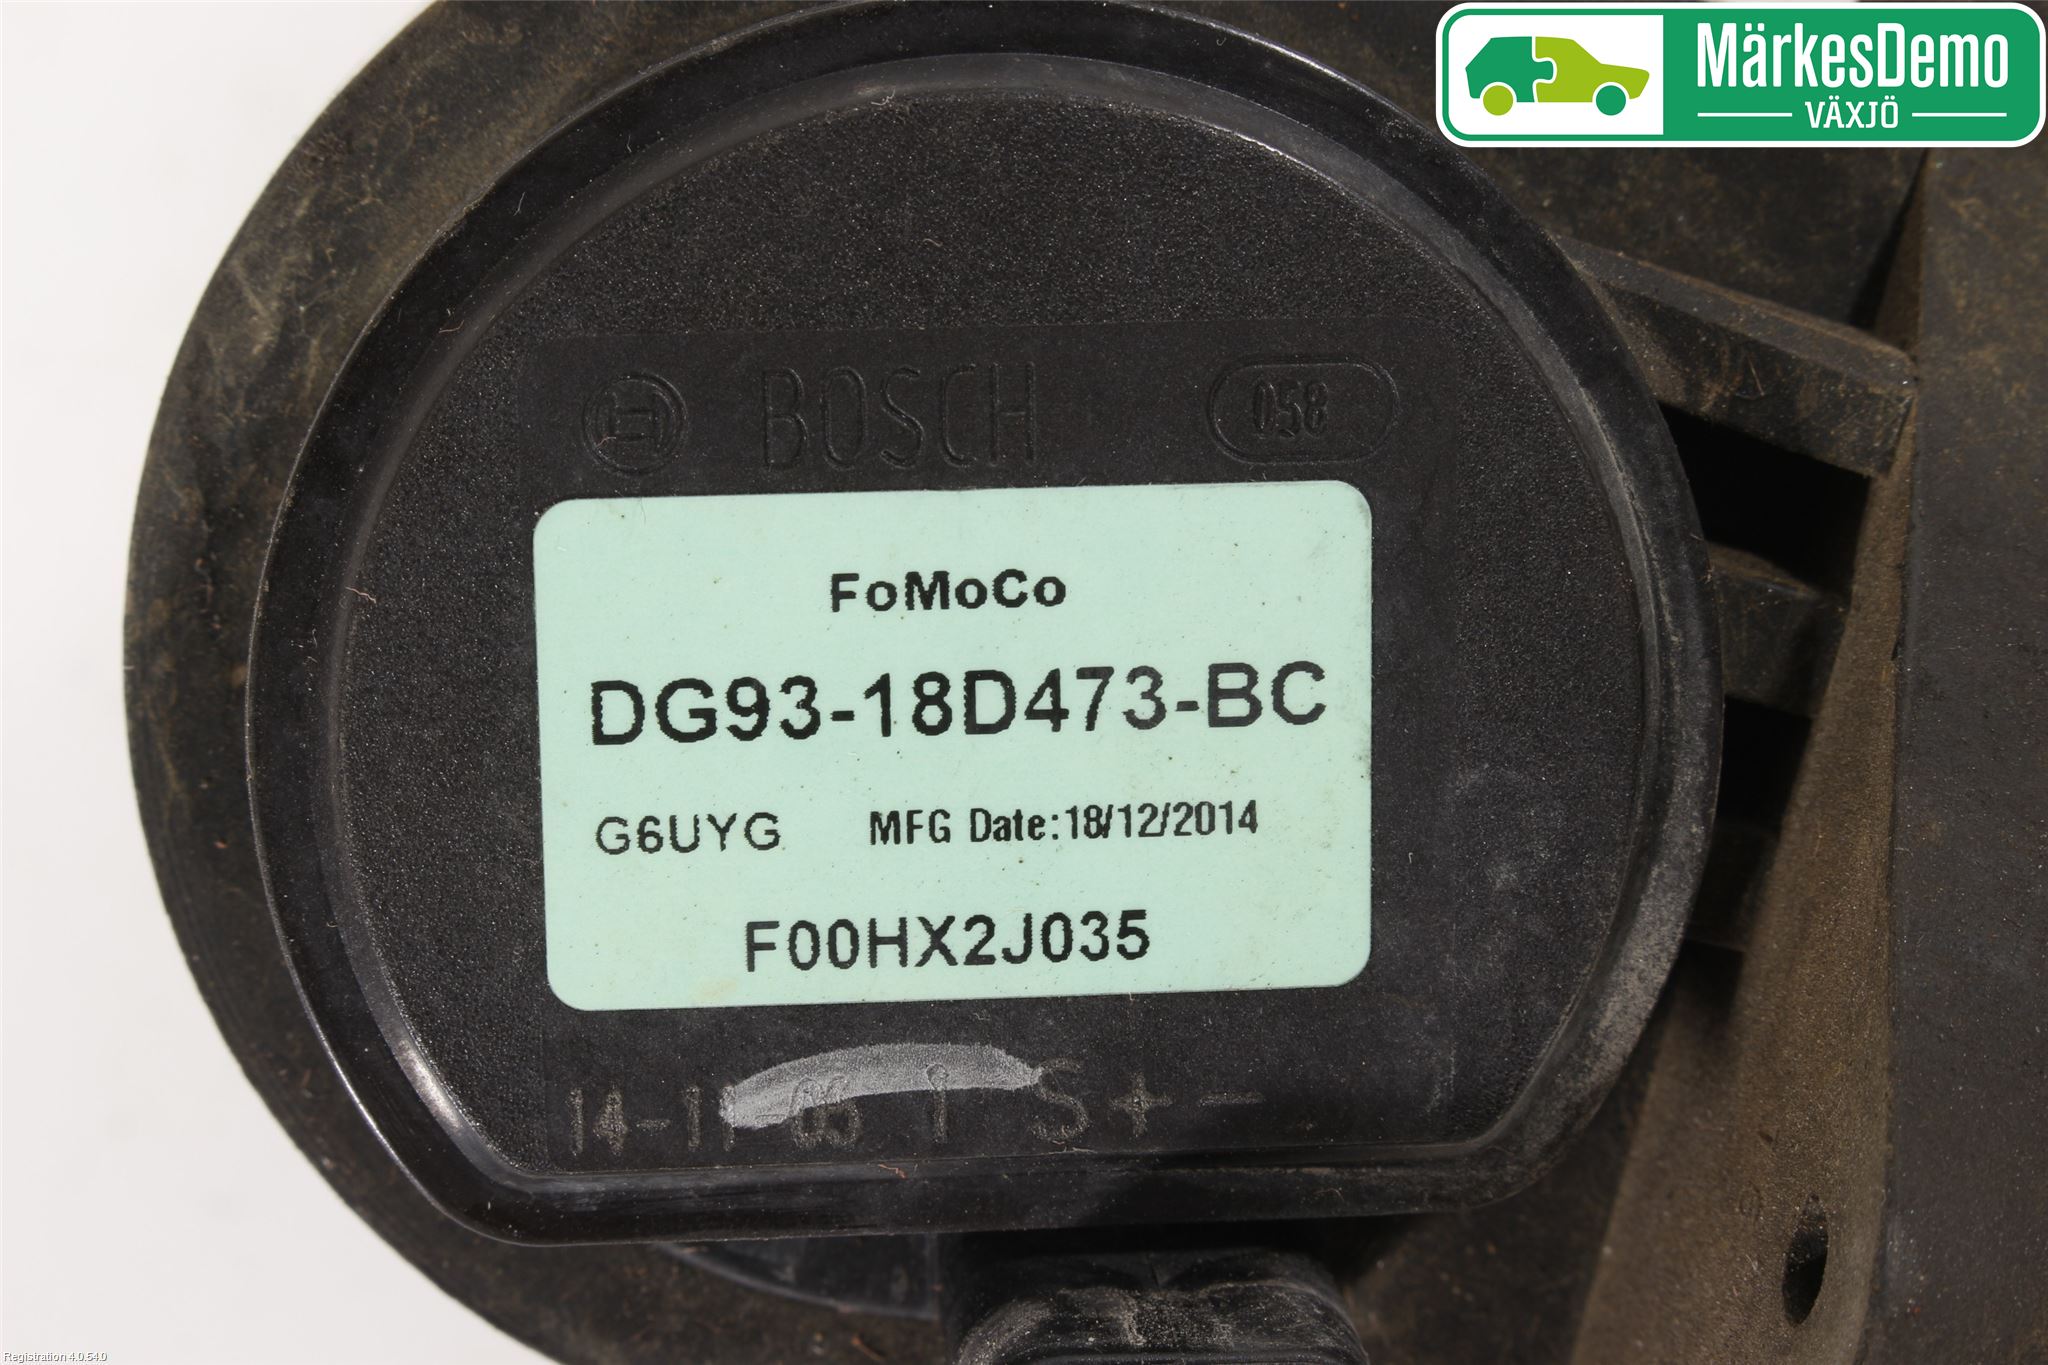 MärkesDemo
VÄXJÖ
BOSCH 058
FoMoCo
DG93-18D473-BC
G6UYG MFG Date:18/12/2014
F00HX2J035
S + -
Registration 4.0.54.0